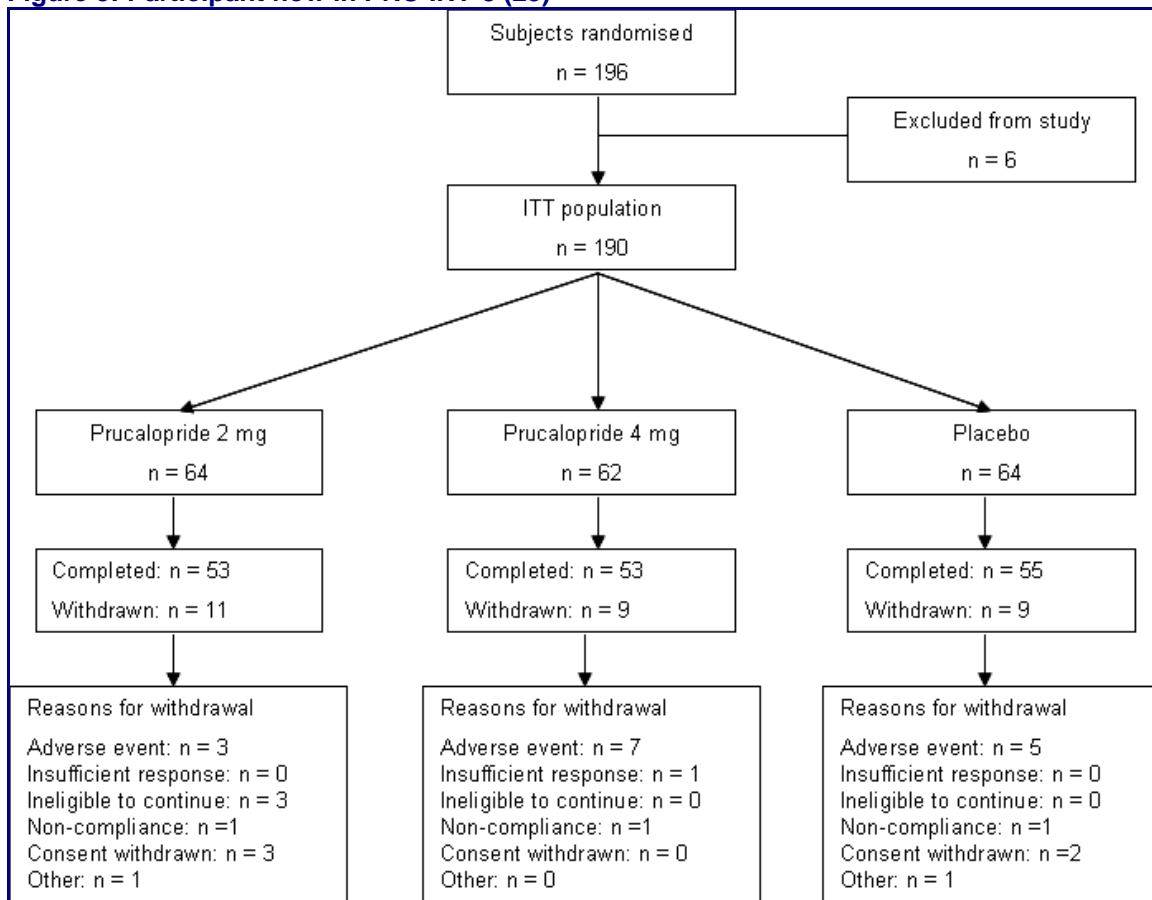 Subjects randomised
n = 196
Excluded from study
n = 6
ITT population
n = 190
Prucalopride 2 mg
n = 64
Prucalopride 4 mg
n = 62
Placebo
n = 64
Completed: n = 53
Withdrawn: n = 11
Completed: n = 53
Withdrawn: n = 9
Completed: n = 55
Withdrawn: n = 9
Reasons for withdrawal
Adverse event: n = 3
Insufficient response: n = 0
Ineligible to continue: n = 3
Non-compliance: n =1
Consent withdrawn: n = 3
Other: n = 1
Reasons for withdrawal
Adverse event: n = 7
Insufficient response: n = 1
Ineligible to continue: n = 0
Non-compliance: n =1
Consent withdrawn: n = 0
Other: n = 0
Reasons for withdrawal
Adverse event: n = 5
Insufficient response: n = 0
Ineligible to continue: n = 0
Non-compliance: n =1
Consent withdrawn: n =2
Other: n = 1